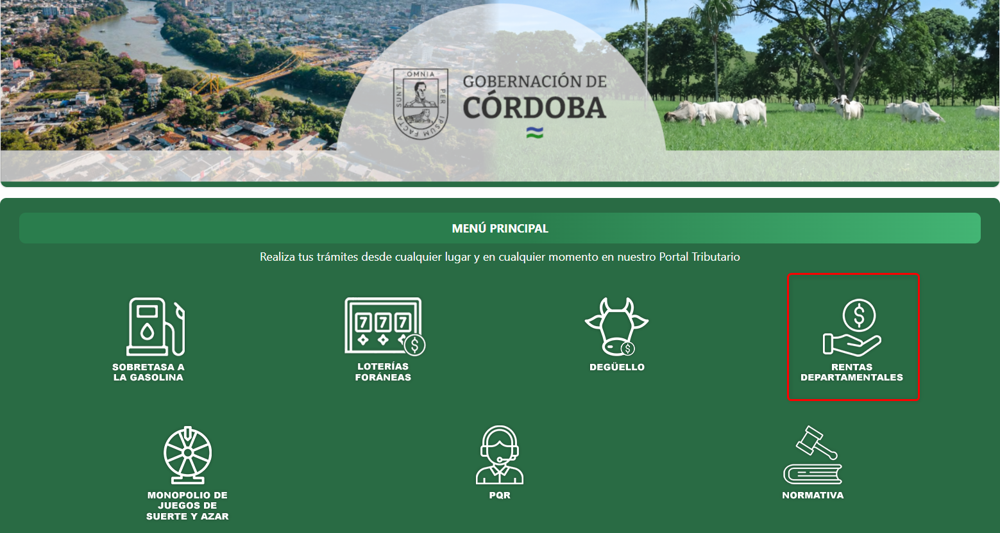 OMNIA
PER
IPSUM FACTA
SUNT
GOBERNACIÓN DE
CÓRDOBA
MENÚ PRINCIPAL
Realiza tus trámites desde cualquier lugar y en cualquier momento en nuestro Portal Tributario
777
$
$
$
SOBRETASA A
LA GASOLINA
LOTERÍAS
FORÁNEAS
DEGÜELLO
RENTAS
DEPARTAMENTALES
MONOPOLIO DE
JUEGOS DE
SUERTE Y AZAR
PQR
NORMATIVA